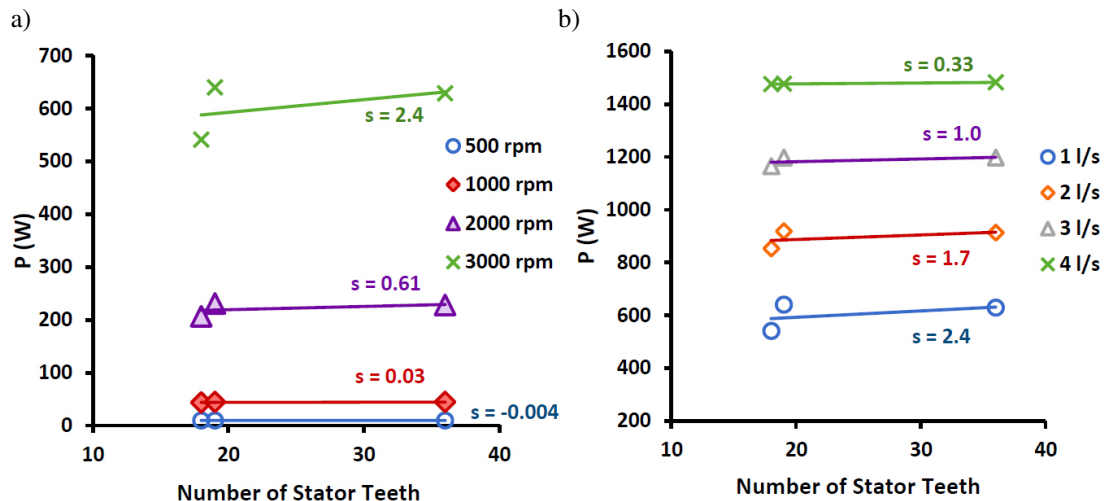 a)
700
600
500
400
300
200
100
0
10
20
30
40
P (W)
Number of Stator Teeth
s = 2.4
s = 0.61
s = 0.03
s = -0.004
500 rpm
1000 rpm
2000 rpm
3000 rpm
b)
1600
1400
1200
1000
800
600
400
200
10
20
30
40
P (W)
Number of Stator Teeth
s = 0.33
s = 1.0
s = 1.7
s = 2.4
1 l/s
2 l/s
3 l/s
4 l/s